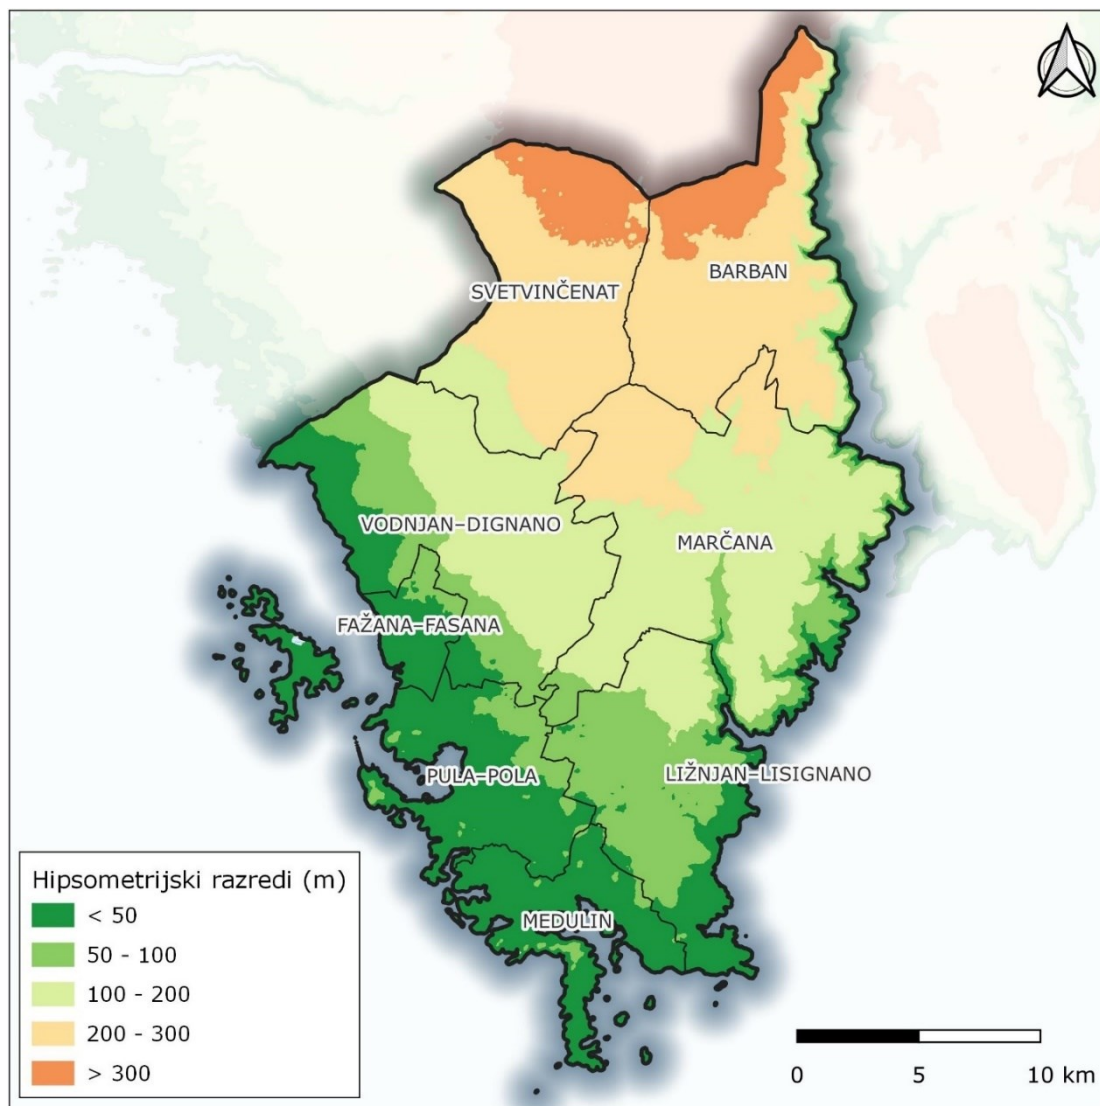 BARBAN
SVETVINČENAT
VODNJAN–DIGNANO
MARČANA
FAŽANA–FASANA
PULA–POLA
LIŽNJAN–LISIGNANO
MEDULIN
Hipsometrijski razredi (m)
< 50
50 - 100
100 - 200
200 - 300
> 300
0 5 10 km